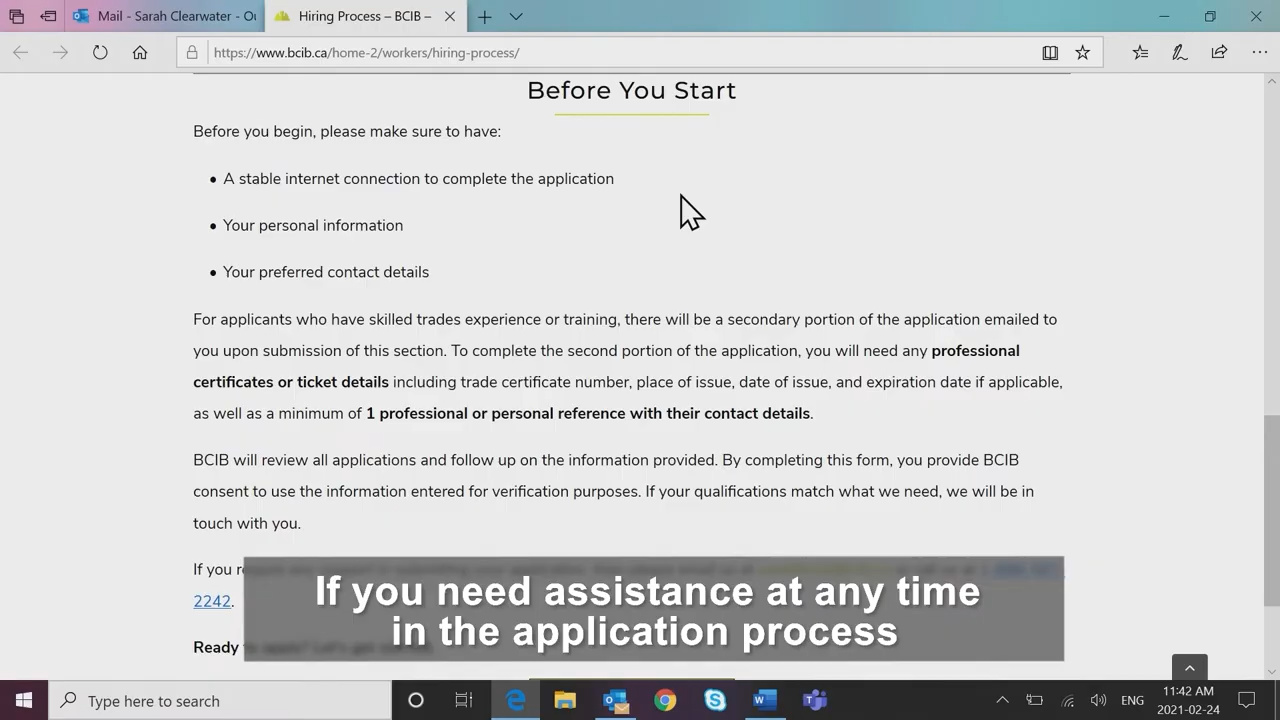 Mail - Sarah Clearwater - Ou
Hiring Process – BCIB –
https://www.bcib.ca/home-2/workers/hiring-process/
Before You Start
Before you begin, please make sure to have:
• A stable internet connection to complete the application
• Your personal information
• Your preferred contact details
For applicants who have skilled trades experience or training, there will be a secondary portion of the application emailed to
you upon submission of this section. To complete the second portion of the application, you will need any professional
certificates or ticket details including trade certificate number, place of issue, date of issue, and expiration date if applicable,
as well as a minimum of 1 professional or personal reference with their contact details.
BCIB will review all applications and follow up on the information provided. By completing this form, you provide BCIB
consent to use the information entered for verification purposes. If your qualifications match what we need, we will be in
touch with you.
If you
2242.
Ready
If you need assistance at any time
in the application process
Type here to search
ENG
11:42 AM
2021-02-24